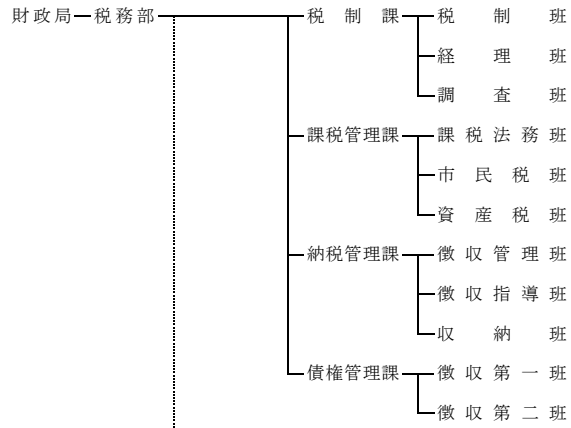 財政局 税務部 税制課 税制班
経理班
調査班
課税管理課 課税法務班
市民税班
資産税班
納税管理課 徴収管理班
徴収指導班
収納班
債権管理課 徴収第一班
徴収第二班